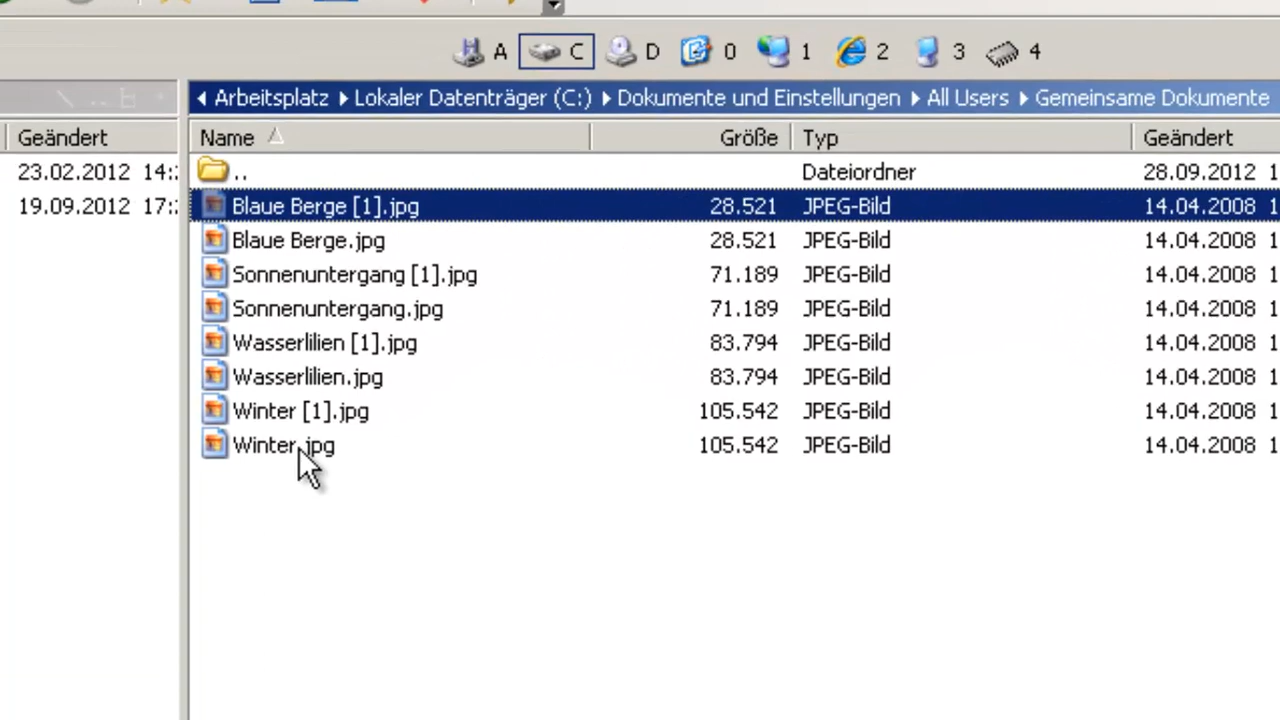 A C D 0 1 2 3 4
Arbeitsplatz Lokaler Datenträger (C:) Dokumente und Einstellungen All Users Gemeinsame Dokumente
Geändert Name Größe Typ Geändert
23.02.2012 14:2 .. Dateiordner 28.09.2012 1
19.09.2012 17:2 Blaue Berge [1].jpg 28.521 JPEG-Bild 14.04.2008 1
Blaue Berge.jpg 28.521 JPEG-Bild 14.04.2008 1
Sonnenuntergang [1].jpg 71.189 JPEG-Bild 14.04.2008 1
Sonnenuntergang.jpg 71.189 JPEG-Bild 14.04.2008 1
Wasserlilien [1].jpg 83.794 JPEG-Bild 14.04.2008 1
Wasserlilien.jpg 83.794 JPEG-Bild 14.04.2008 1
Winter [1].jpg 105.542 JPEG-Bild 14.04.2008 1
Winter.jpg 105.542 JPEG-Bild 14.04.2008 1